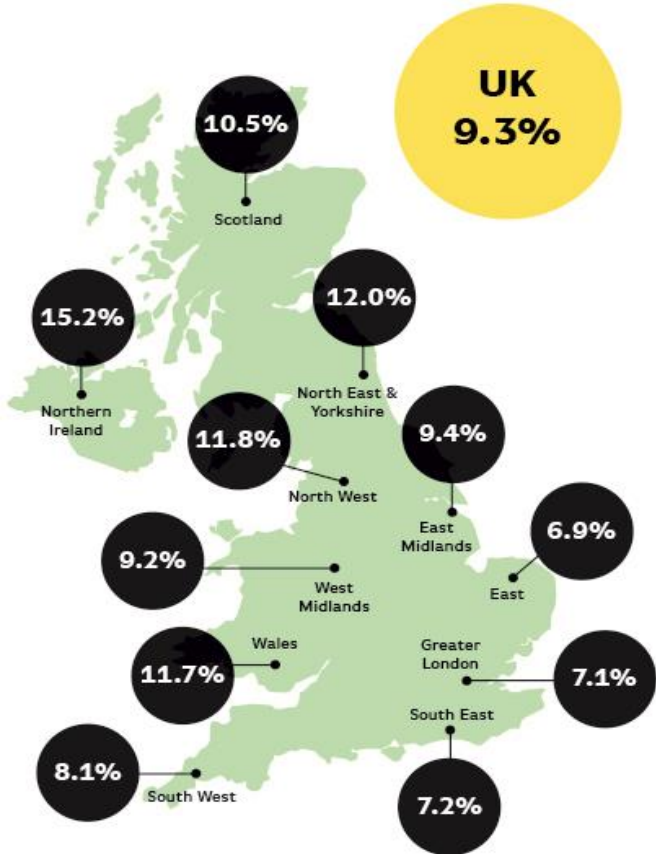 UK
9.3%
10.5%
Scotland
15.2%
Northern
Ireland
12.0%
North East &
Yorkshire
11.8%
North West
9.4%
East
Midlands
6.9%
East
9.2%
West
Midlands
Wales
11.7%
Greater
London
7.1%
South East
7.2%
8.1%
South West